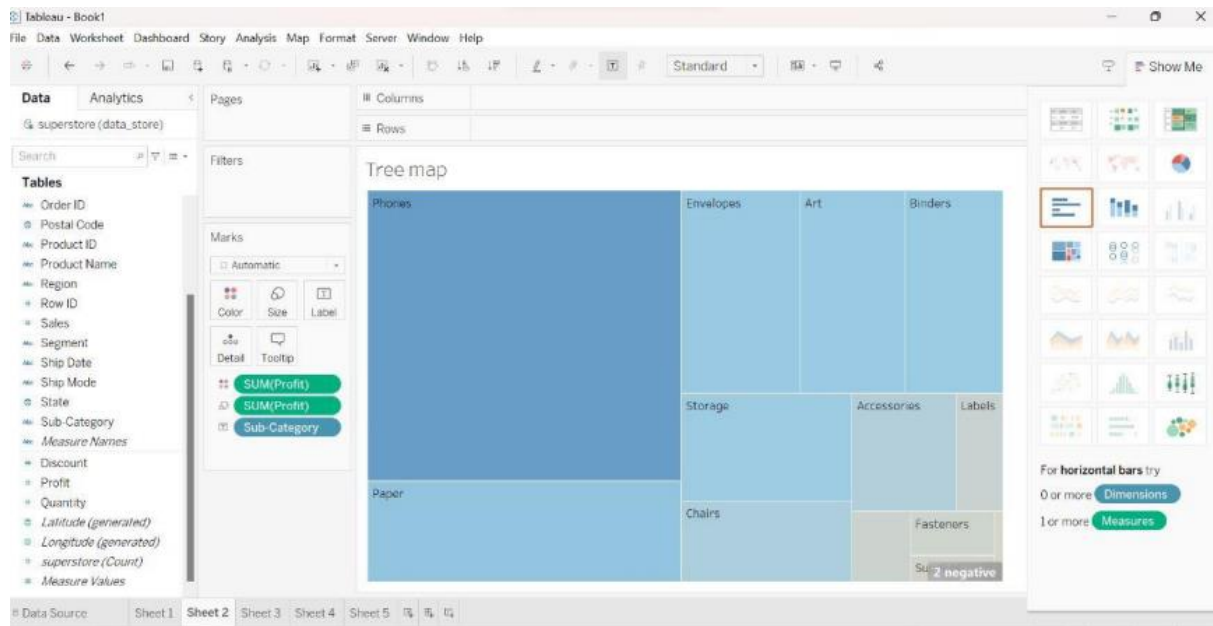 Tableau - Book1
File Data Worksheet Dashboard Story Analysis Map Format Server Window Help
Standard
Show Me
Data Analytics
Pages
Columns
superstore (data_store)
Rows
Search
Filters
Tree map
Tables
Order ID
Postal Code
Product ID
Product Name
Region
Row ID
Sales
Segment
Ship Date
Ship Mode
State
Sub-Category
Measure Names
Discount
Profit
Quantity
Latitude (generated)
Longitude (generated)
superstore (Count)
Measure Values
Marks
Automatic
Color Size Label
Detail Tooltip
SUM(Profit)
SUM(Profit)
Sub-Category
Phones
Envelopes
Art
Binders
Storage
Accessories
Labels
Paper
Chairs
Fasteners
Su
2 negative
For horizontal bars try
0 or more Dimensions
1 or more Measures
Data Source Sheet 1 Sheet 2 Sheet 3 Sheet 4 Sheet 5